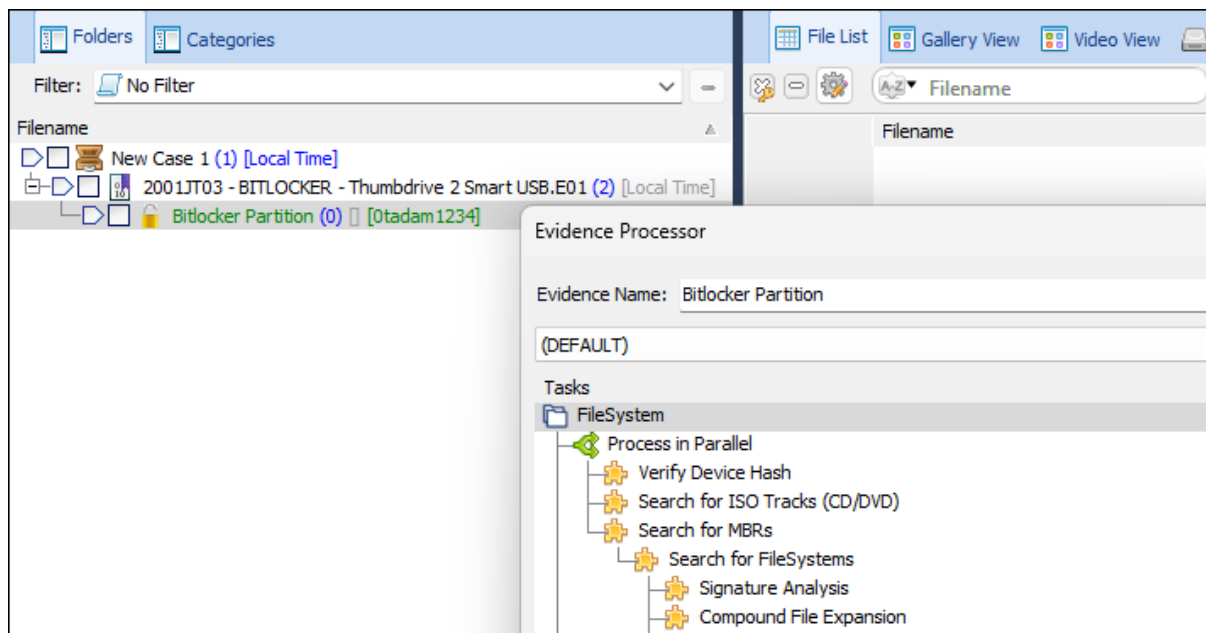 Folders
Categories
File List
Gallery View
Video View
Filter: No Filter
A-Z Filename
Filename
Filename
New Case 1 (1) [Local Time]
2001JT03 - BITLOCKER - Thumbdrive 2 Smart USB.E01 (2) [Local Time]
Bitlocker Partition (0) [] [0tadam1234]
Evidence Processor
Evidence Name: Bitlocker Partition
(DEFAULT)
Tasks
FileSystem
Process in Parallel
Verify Device Hash
Search for ISO Tracks (CD/DVD)
Search for MBRs
Search for FileSystems
Signature Analysis
Compound File Expansion